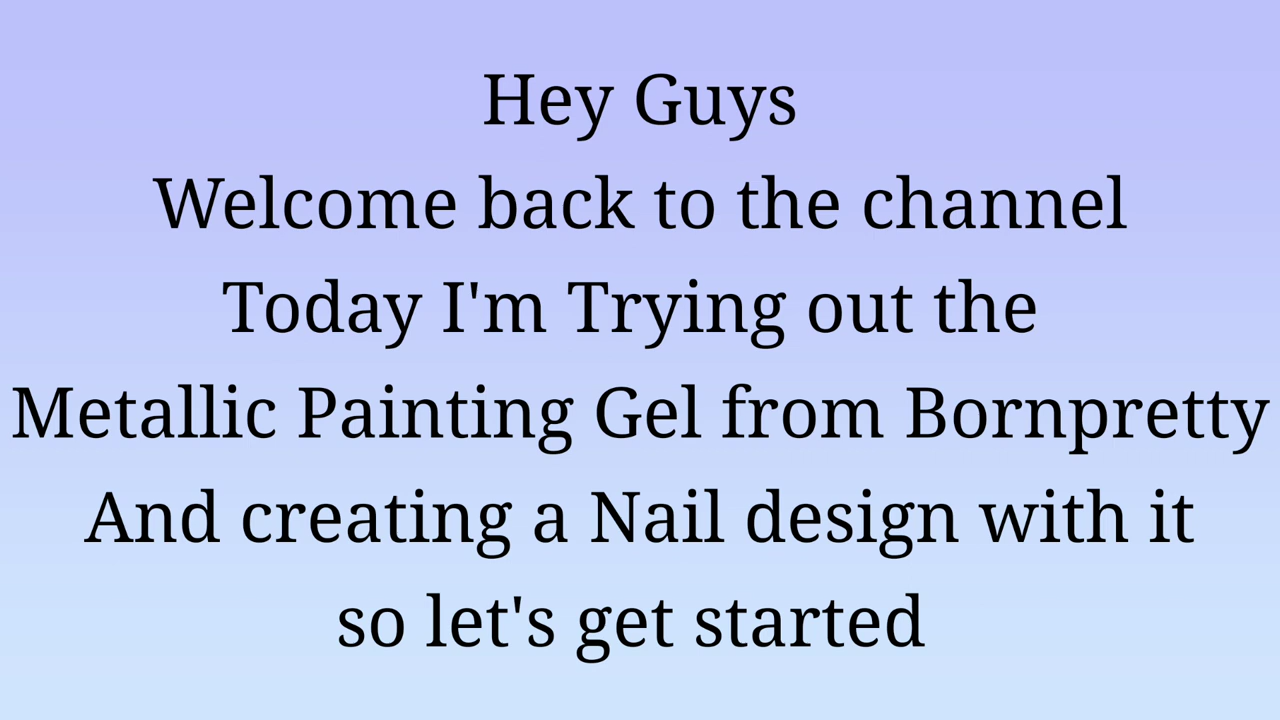 Hey Guys
Welcome back to the channel
Today I'm Trying out the
Metallic Painting Gel from Bornpretty
And creating a Nail design with it
so let's get started